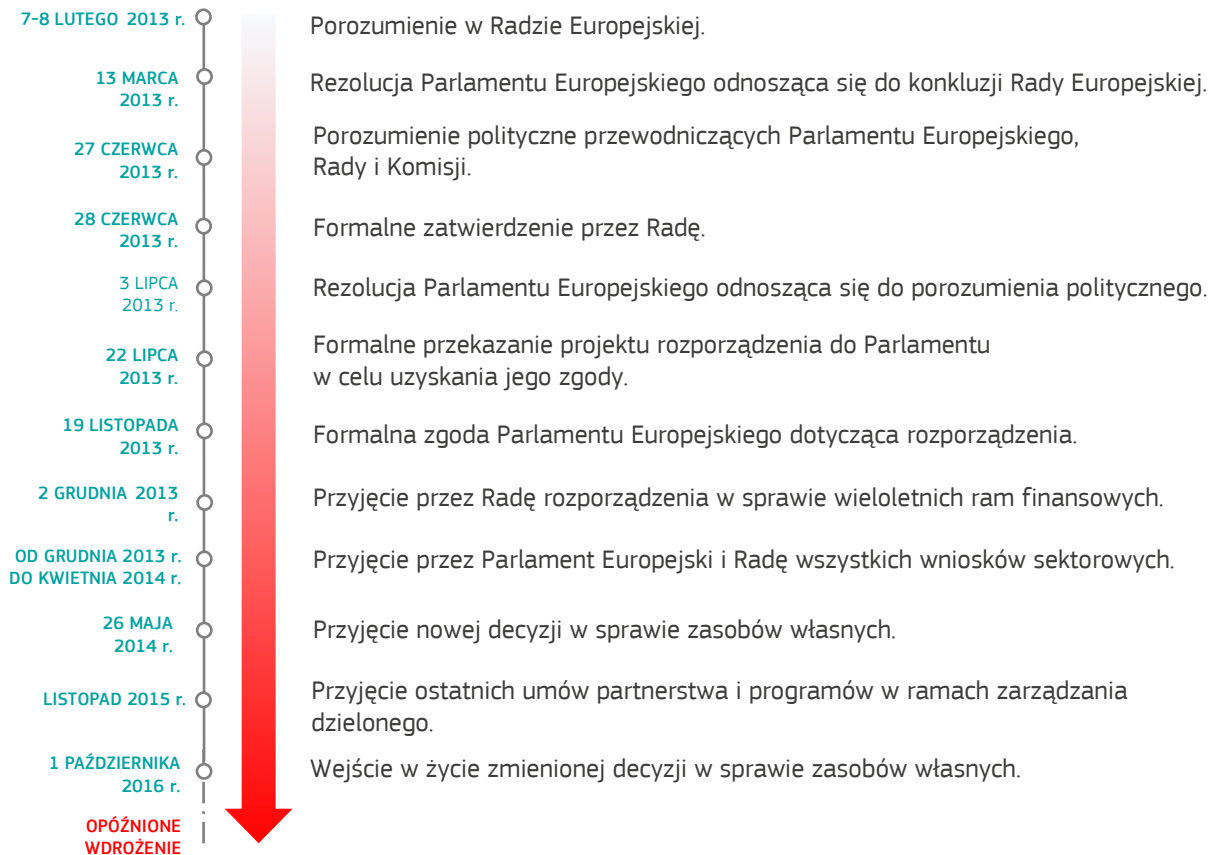 7-8 LUTEGO 2013 r.
Porozumienie w Radzie Europejskiej.
13 MARCA
2013 r.
Rezolucja Parlamentu Europejskiego odnosząca się do konkluzji Rady Europejskiej.
27 CZERWCA
2013 r.
Porozumienie polityczne przewodniczących Parlamentu Europejskiego,
Rady i Komisji.
28 CZERWCA
2013 r.
Formalne zatwierdzenie przez Radę.
3 LIPCA
2013 r.
Rezolucja Parlamentu Europejskiego odnosząca się do porozumienia politycznego.
22 LIPCA
2013 r.
Formalne przekazanie projektu rozporządzenia do Parlamentu
w celu uzyskania jego zgody.
19 LISTOPADA
2013 r.
Formalna zgoda Parlamentu Europejskiego dotycząca rozporządzenia.
2 GRUDNIA 2013
r.
Przyjęcie przez Radę rozporządzenia w sprawie wieloletnich ram finansowych.
OD GRUDNIA 2013 r.
DO KWIETNIA 2014 r.
Przyjęcie przez Parlament Europejski i Radę wszystkich wniosków sektorowych.
26 MAJA
2014 r.
Przyjęcie nowej decyzji w sprawie zasobów własnych.
LISTOPAD 2015 r.
Przyjęcie ostatnich umów partnerstwa i programów w ramach zarządzania
dzielonego.
1 PAŹDZIERNIKA
2016 r.
Wejście w życie zmienionej decyzji w sprawie zasobów własnych.
OPÓŹNIONE
WDROŻENIE